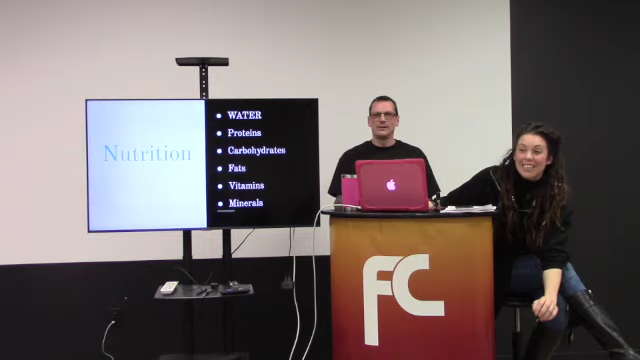 Nutrition
WATER
Proteins
Carbohydrates
Fats
Vitamins
Minerals
FC